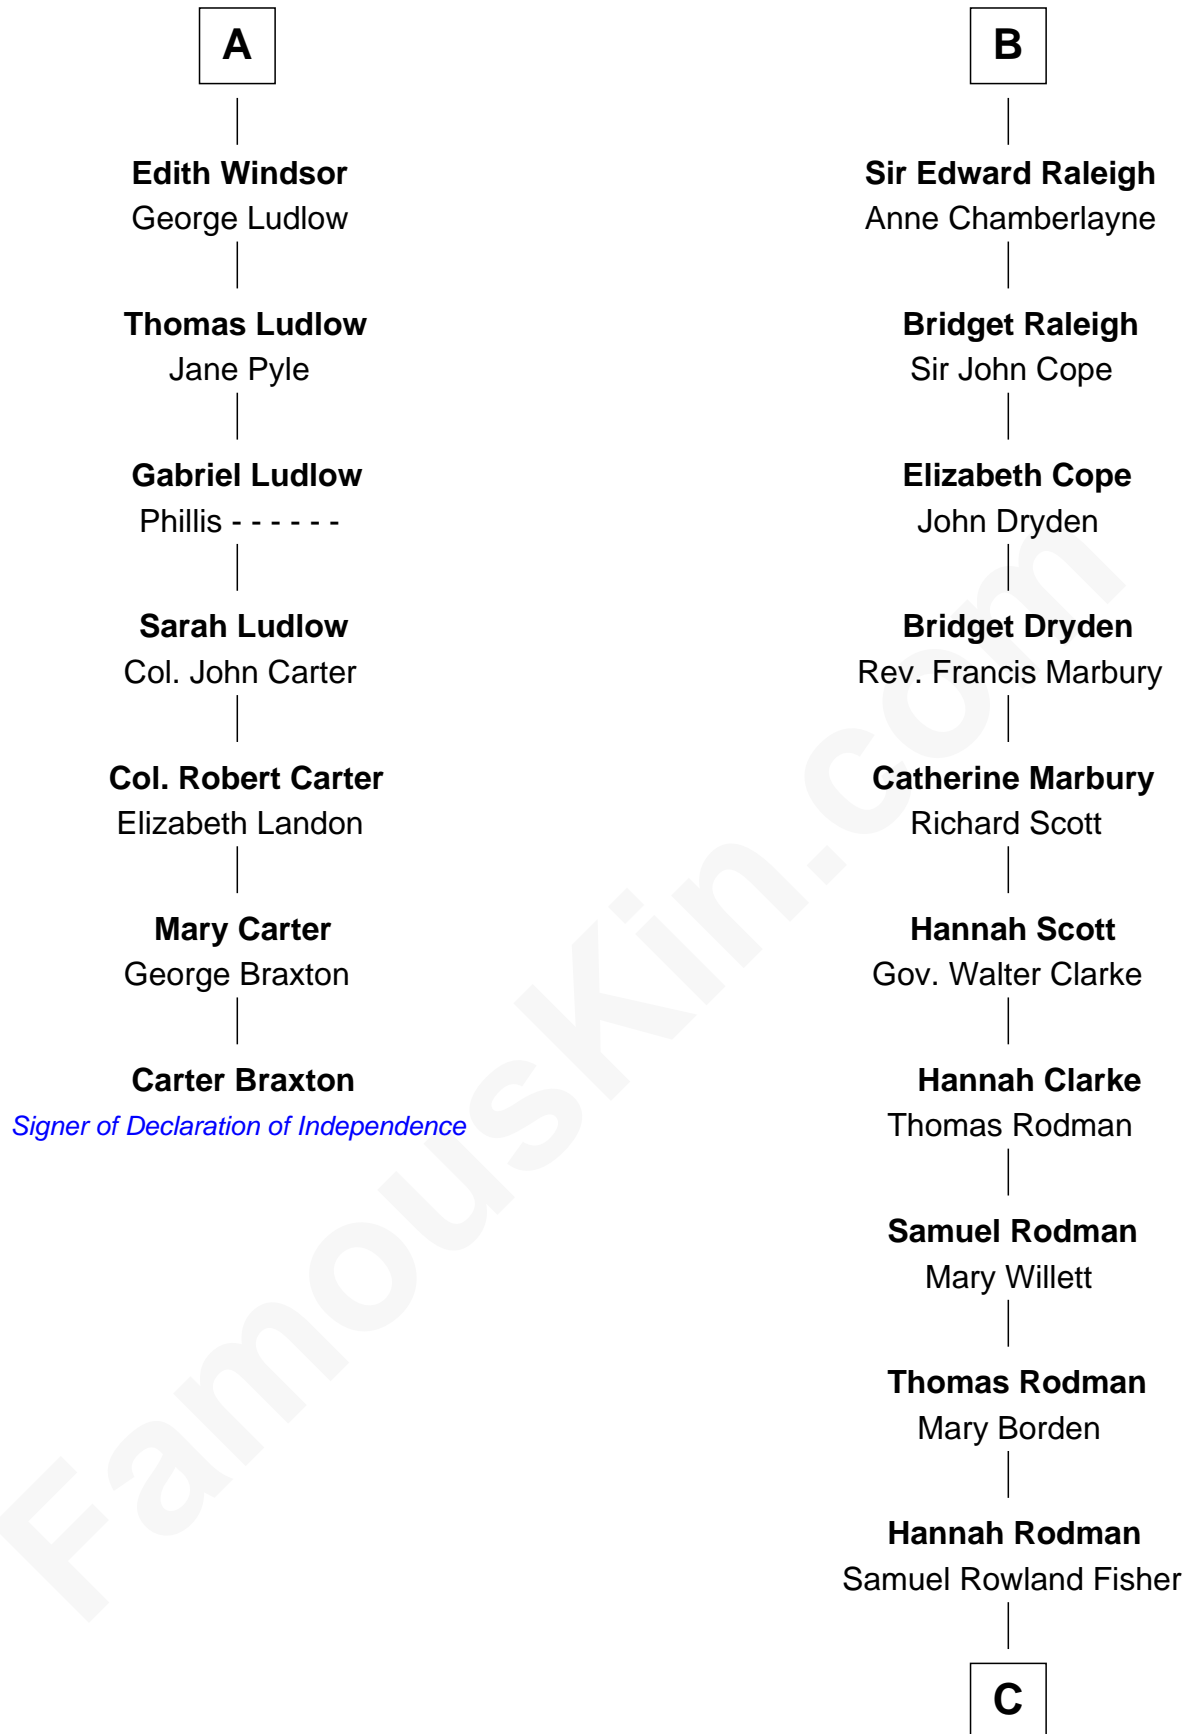 A
Edith Windsor
George Ludlow
Thomas Ludlow
Jane Pyle
Gabriel Ludlow
Phillis - - - - - -
Sarah Ludlow
Col. John Carter
Col. Robert Carter
Elizabeth Landon
Mary Carter
George Braxton
Carter Braxton
Signer of Declaration of Independence
B
Sir Edward Raleigh
Anne Chamberlayne
Bridget Raleigh
Sir John Cope
Elizabeth Cope
John Dryden
Bridget Dryden
Rev. Francis Marbury
Catherine Marbury
Richard Scott
Hannah Scott
Gov. Walter Clarke
Hannah Clarke
Thomas Rodman
Samuel Rodman
Mary Willett
Thomas Rodman
Mary Borden
Hannah Rodman
Samuel Rowland Fisher
C
FamousKin.com